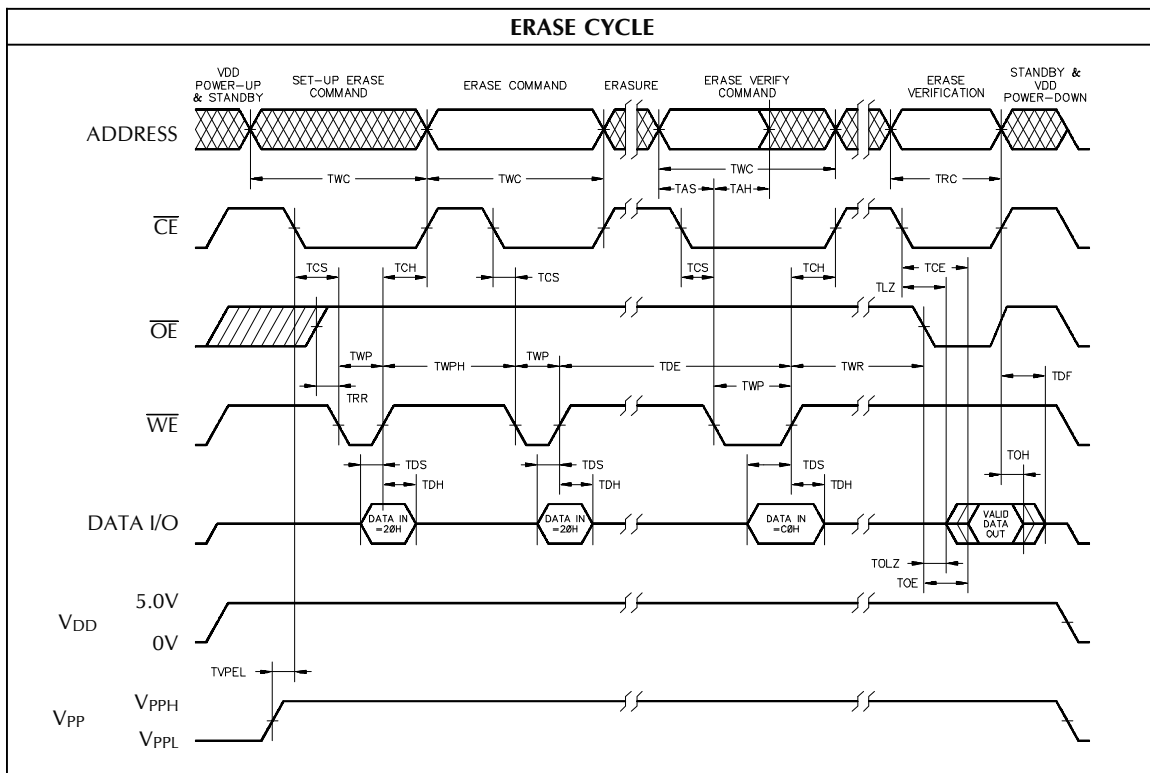 ERASE CYCLE
VDD
POWER-UP
& STANDBY
SET-UP ERASE
COMMAND
ERASE COMMAND
ERASURE
ERASE VERIFY
COMMAND
ERASE
VERIFICATION
STANDBY &
VDD
POWER-DOWN
ADDRESS
TWC
TWC
TWC
TAS
TAH
TRC
CE
TCS
TCH
TCS
TCS
TCH
TCE
TLZ
OE
TWP
TWPH
TWP
TDE
TWP
TWR
TDF
TRR
WE
TDS
TDH
TDS
TDH
TDS
TDH
TOH
DATA I/O
DATA IN
=20H
DATA IN
=20H
DATA IN
=C0H
VALID
DATA
OUT
TOLZ
TOE
VDD
5.0V
0V
TVPEL
VPP
VPPH
VPPL